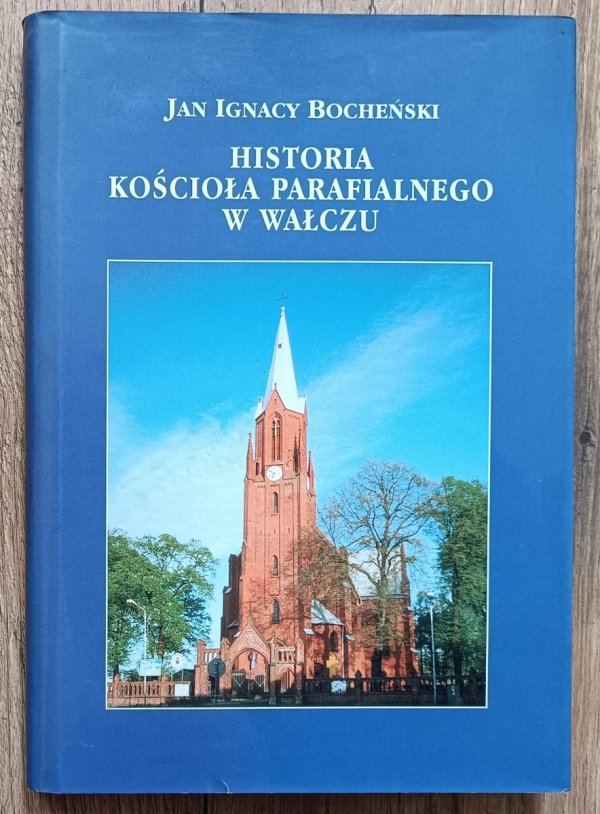 JAN IGNACY BOCHEŃSKI
HISTORIA
KOŚCIOŁA PARAFIALNEGO
W WAŁCZU